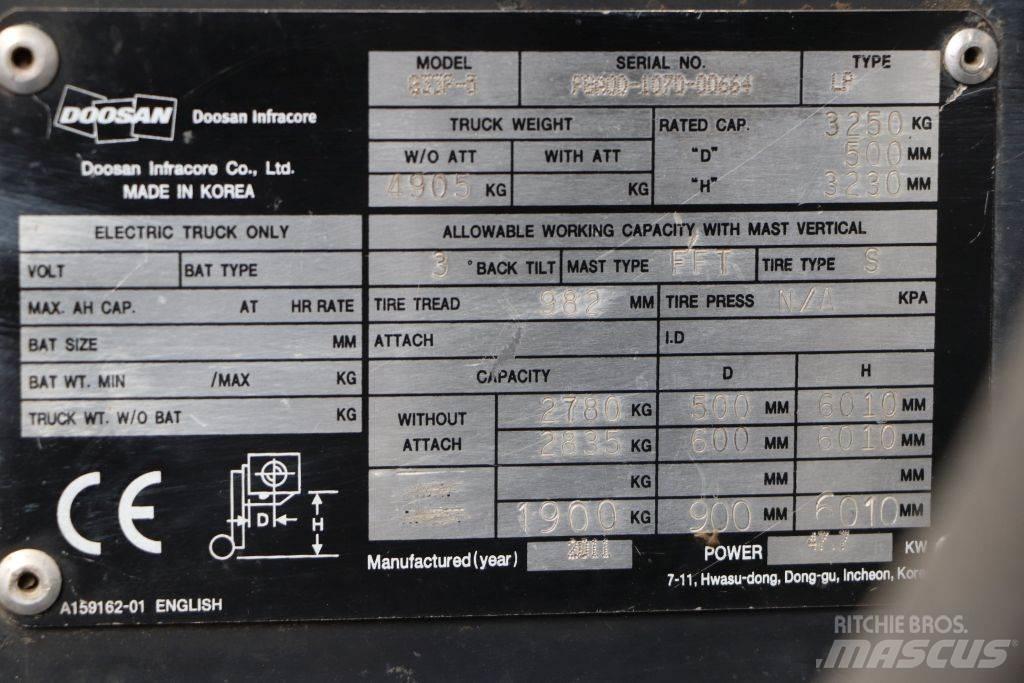 DOOSAN Doosan Infracore
Doosan Infracore Co., Ltd.
MADE IN KOREA
MODEL SERIAL NO. TYPE
G33P-5 LP
TRUCK WEIGHT
W/O ATT WITH ATT
4905 KG KG
RATED CAP. 3250 KG
"D" 500 MM
"H" 3230 MM
ELECTRIC TRUCK ONLY
VOLT BAT TYPE
MAX. AH CAP. AT HR RATE
BAT SIZE MM
BAT WT. MIN /MAX KG
TRUCK WT. W/O BAT KG
ALLOWABLE WORKING CAPACITY WITH MAST VERTICAL
3 °BACK TILT MAST TYPE FFT TIRE TYPE S
TIRE TREAD 982 MM TIRE PRESS N/A KPA
ATTACH I.D
CAPACITY D H
WITHOUT ATTACH
2780 KG 500 MM 6010 MM
2835 KG 600 MM 6010 MM
KG MM MM
1900 KG 900 MM 6010 MM
CE
D H
Manufactured (year) 2011 POWER 47.7 KW
7-11, Hwasu-dong, Dong-gu, Incheon,
A159162-01 ENGLISH
RITCHIE BROS.
MASCUS